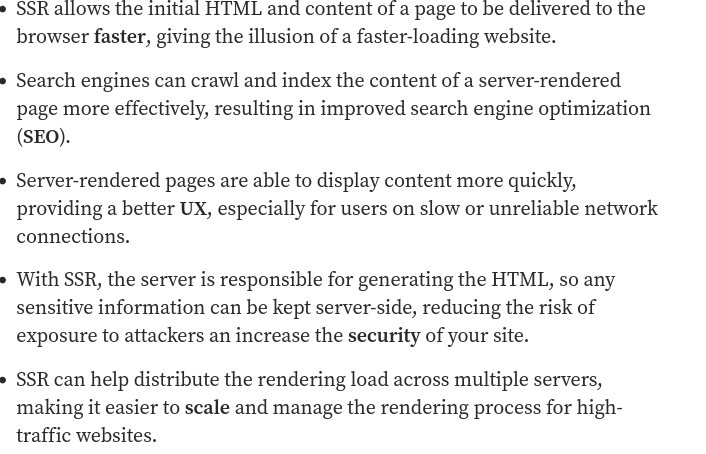 • SSR allows the initial HTML and content of a page to be delivered to the
browser faster, giving the illusion of a faster-loading website.
• Search engines can crawl and index the content of a server-rendered
page more effectively, resulting in improved search engine optimization
(SEO).
• Server-rendered pages are able to display content more quickly,
providing a better UX, especially for users on slow or unreliable network
connections.
• With SSR, the server is responsible for generating the HTML, so any
sensitive information can be kept server-side, reducing the risk of
exposure to attackers an increase the security of your site.
• SSR can help distribute the rendering load across multiple servers,
making it easier to scale and manage the rendering process for high-
traffic websites.